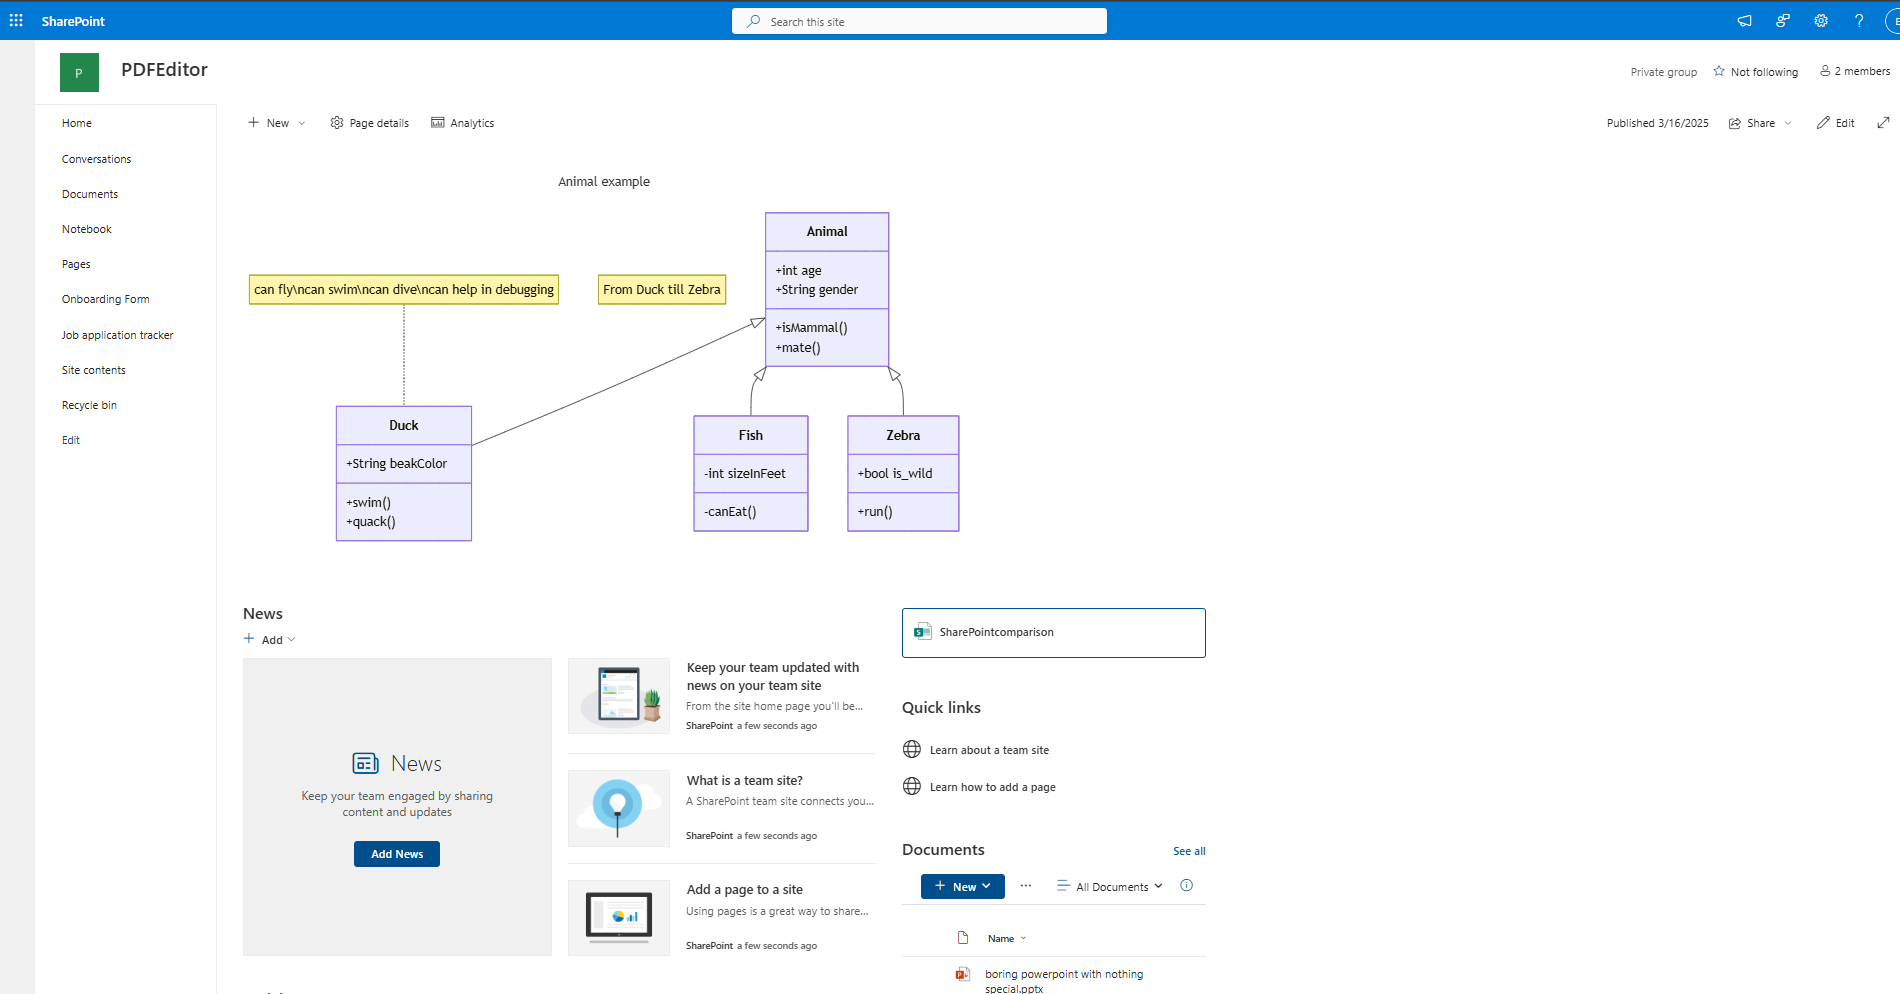 SharePoint
Search this site
P
PDFEditor
Private group
Not following
2 members
Home
Conversations
Documents
Notebook
Pages
Onboarding Form
Job application tracker
Site contents
Recycle bin
Edit
New
Page details
Analytics
Published 3/16/2025
Share
Edit
Animal example
can fly\ncan swim\ncan dive\ncan help in debugging
From Duck till Zebra
Animal
+int age
+String gender
+isMammal()
+mate()
Duck
+String beakColor
+swim()
+quack()
Fish
-int sizeInFeet
-canEat()
Zebra
+bool is_wild
+run()
News
Add
News
Keep your team engaged by sharing
content and updates
Add News
Keep your team updated with
news on your team site
From the site home page you'll be...
SharePoint a few seconds ago
What is a team site?
A SharePoint team site connects you...
SharePoint a few seconds ago
Add a page to a site
Using pages is a great way to share...
SharePoint a few seconds ago
SharePointcomparison
Quick links
Learn about a team site
Learn how to add a page
Documents
See all
New
All Documents
Name
boring powerpoint with nothing
special.pptx